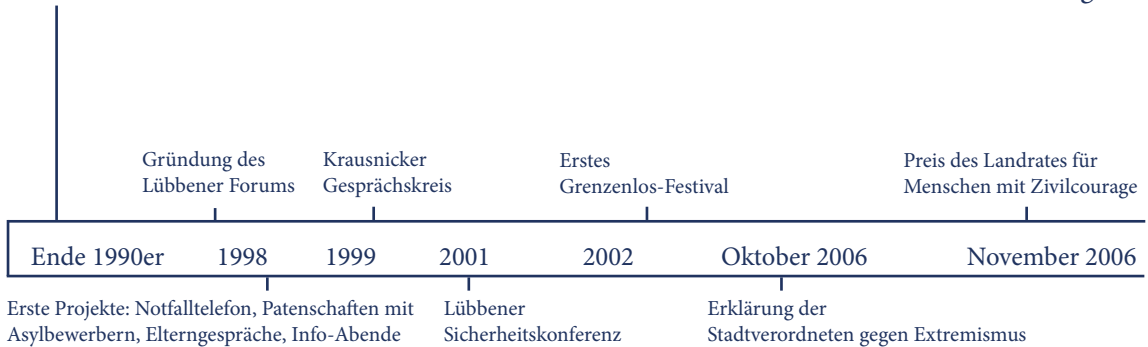 Gründung des
Lübbener Forums
Krausnicker
Gesprächskreis
Erstes
Grenzenlos-Festival
Preis des Landrates für
Menschen mit Zivilcourage
Ende 1990er
1998
1999
2001
2002
Oktober 2006
November 2006
Erste Projekte: Notfalltelefon, Patenschaften mit
Asylbewerbern, Elterngespräche, Info-Abende
Lübbener
Sicherheitskonferenz
Erklärung der
Stadtverordneten gegen Extremismus